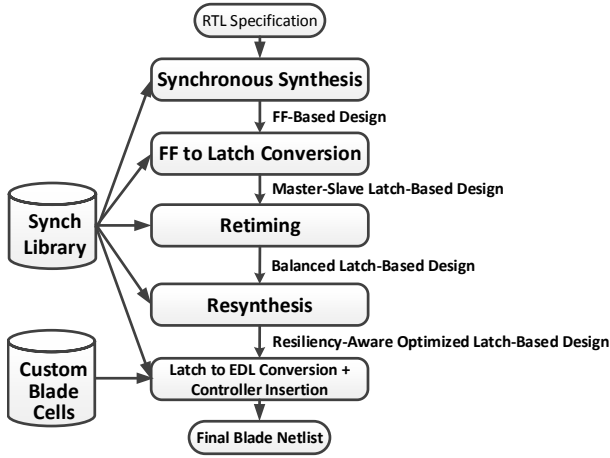 RTL Specification
Synchronous Synthesis
FF-Based Design
FF to Latch Conversion
Master-Slave Latch-Based Design
Synch
Library
Retiming
Balanced Latch-Based Design
Resynthesis
Resiliency-Aware Optimized Latch-Based Design
Custom
Blade
Cells
Latch to EDL Conversion +
Controller Insertion
Final Blade Netlist